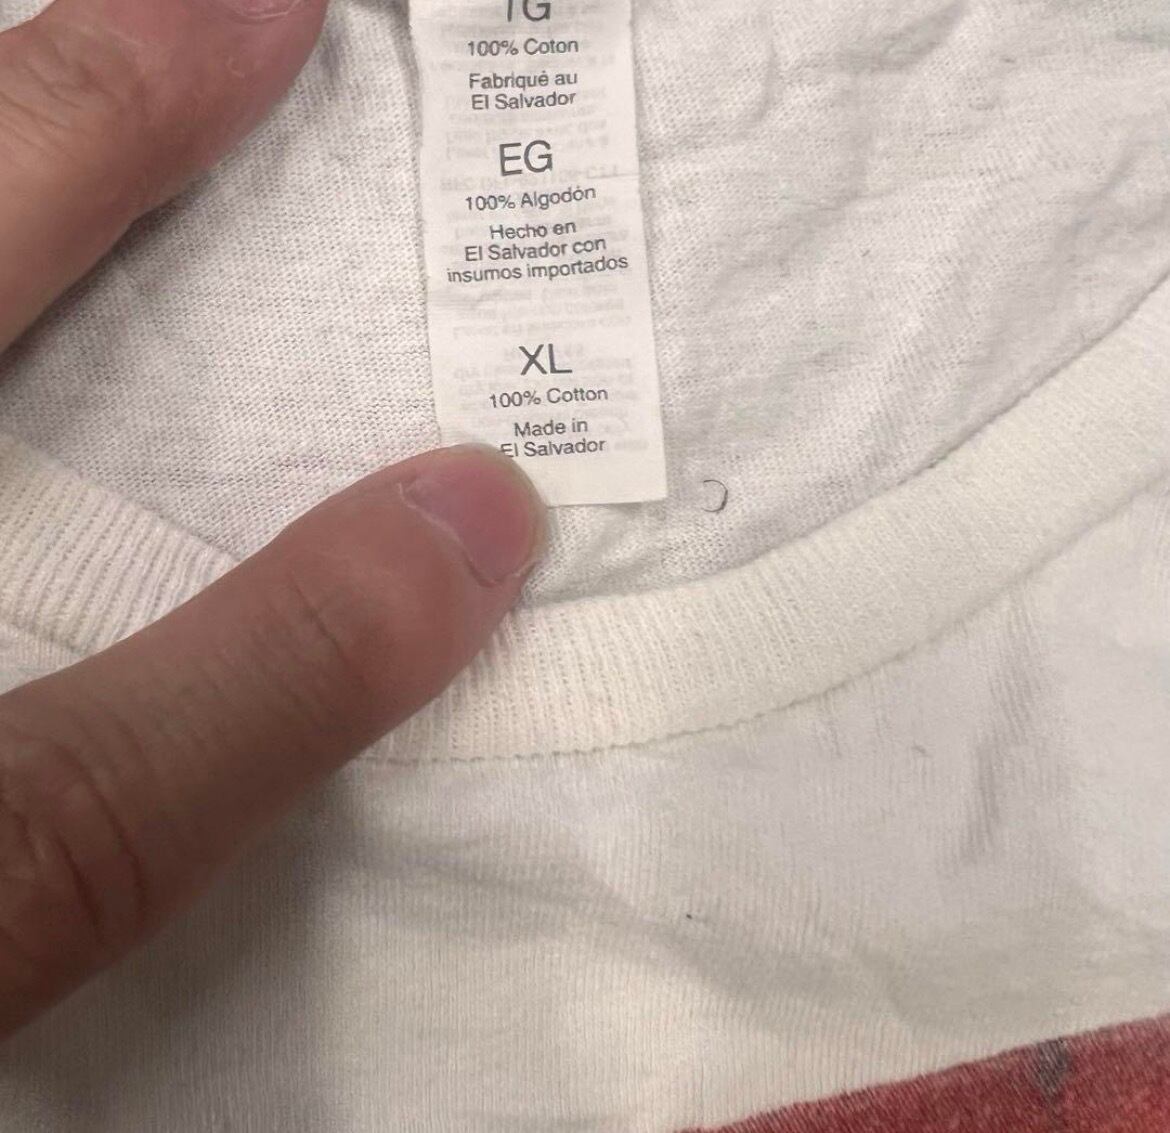 TG
100% Coton
Fabriqué au
El Salvador
EG
100% Algodón
Hecho en
El Salvador con
insumos importados
XL
100% Cotton
Made in
El Salvador